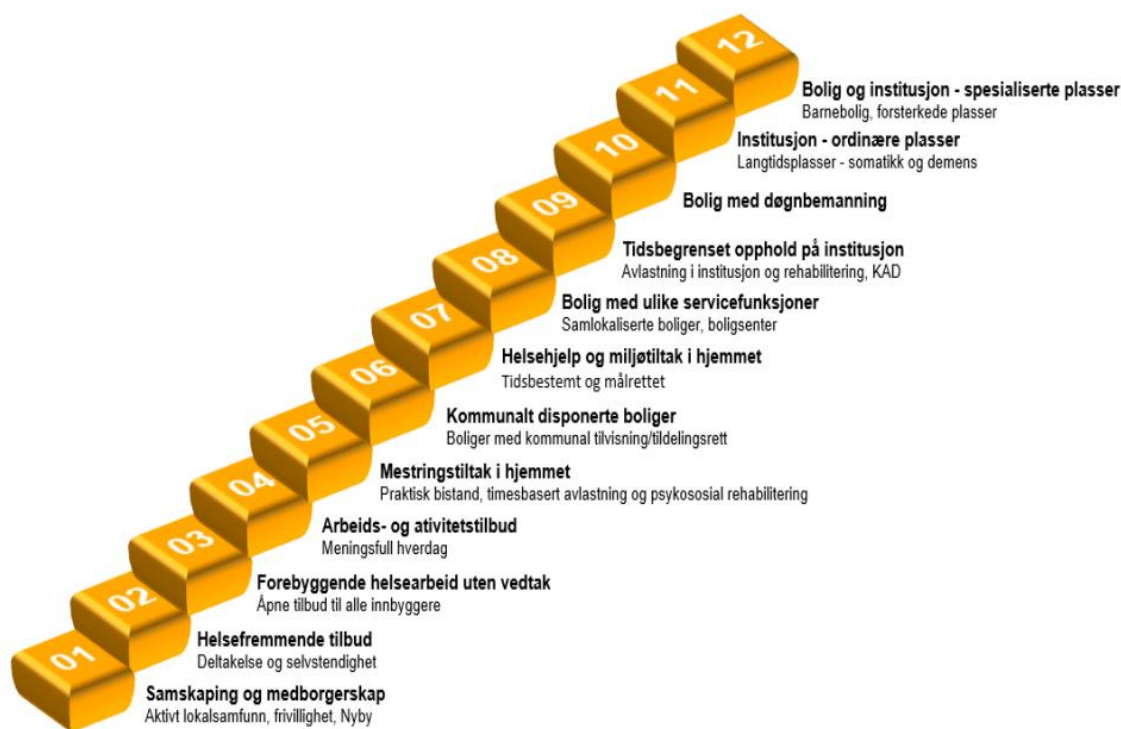 12
Bolig og institusjon - spesialiserte plasser
Barnebolig, forsterkede plasser
11
Institusjon - ordinære plasser
Langtidsplasser - somatikk og demens
10
Bolig med døgnbemanning
09
Tidsbegrenset opphold på institusjon
Avlastning i institusjon og rehabilitering, KAD
08
Bolig med ulike servicefunksjoner
Samlokaliserte boliger, boligsenter
07
Helsehjelp og miljøtiltak i hjemmet
Tidsbestemt og målrettet
06
Kommunalt disponerte boliger
Boliger med kommunal tilvisning/tildelingsrett
05
Mestringstiltak i hjemmet
Praktisk bistand, timesbasert avlastning og psykososial rehabilitering
04
Arbeids- og ativitetstilbud
Meningsfull hverdag
03
Forebyggende helsearbeid uten vedtak
Åpne tilbud til alle innbyggere
02
Helsefremmende tilbud
Deltakelse og selvstendighet
01
Samskaping og medborgerskap
Aktivt lokalsamfunn, frivillighet, Nyby